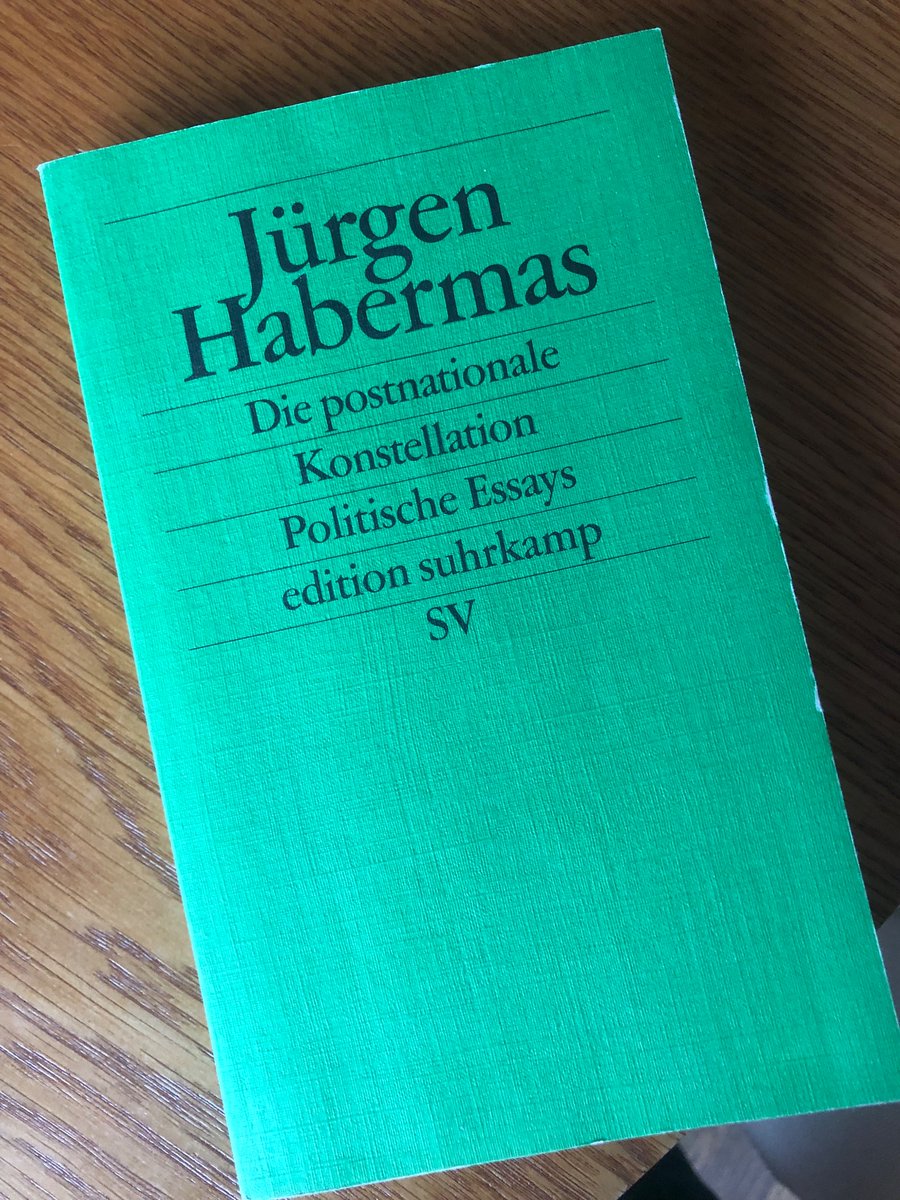 Jürgen
Habermas
Die postnationale
Konstellation
Politische Essays
edition suhrkamp
SV